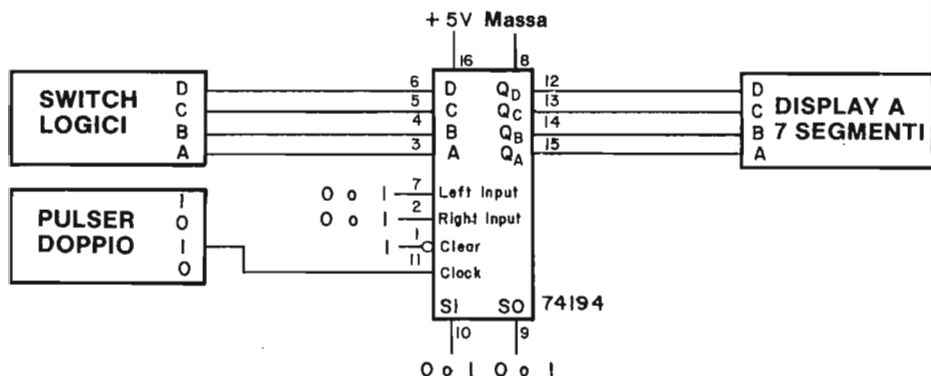 + 5V Massa
16 8
SWITCH LOGICI
D
C
B
A
6
5
4
3
D
C
B
A
QD
QC
QB
QA
12
13
14
15
D
C
B
A
DISPLAY A 7 SEGMENTI
PULSER DOPPIO
1
0
1
0
0 o 1
7
Left Input
0 o 1
2
Right Input
1
1
Clear
11
Clock
S1 S0
74194
10 9
0 o 1 0 o 1